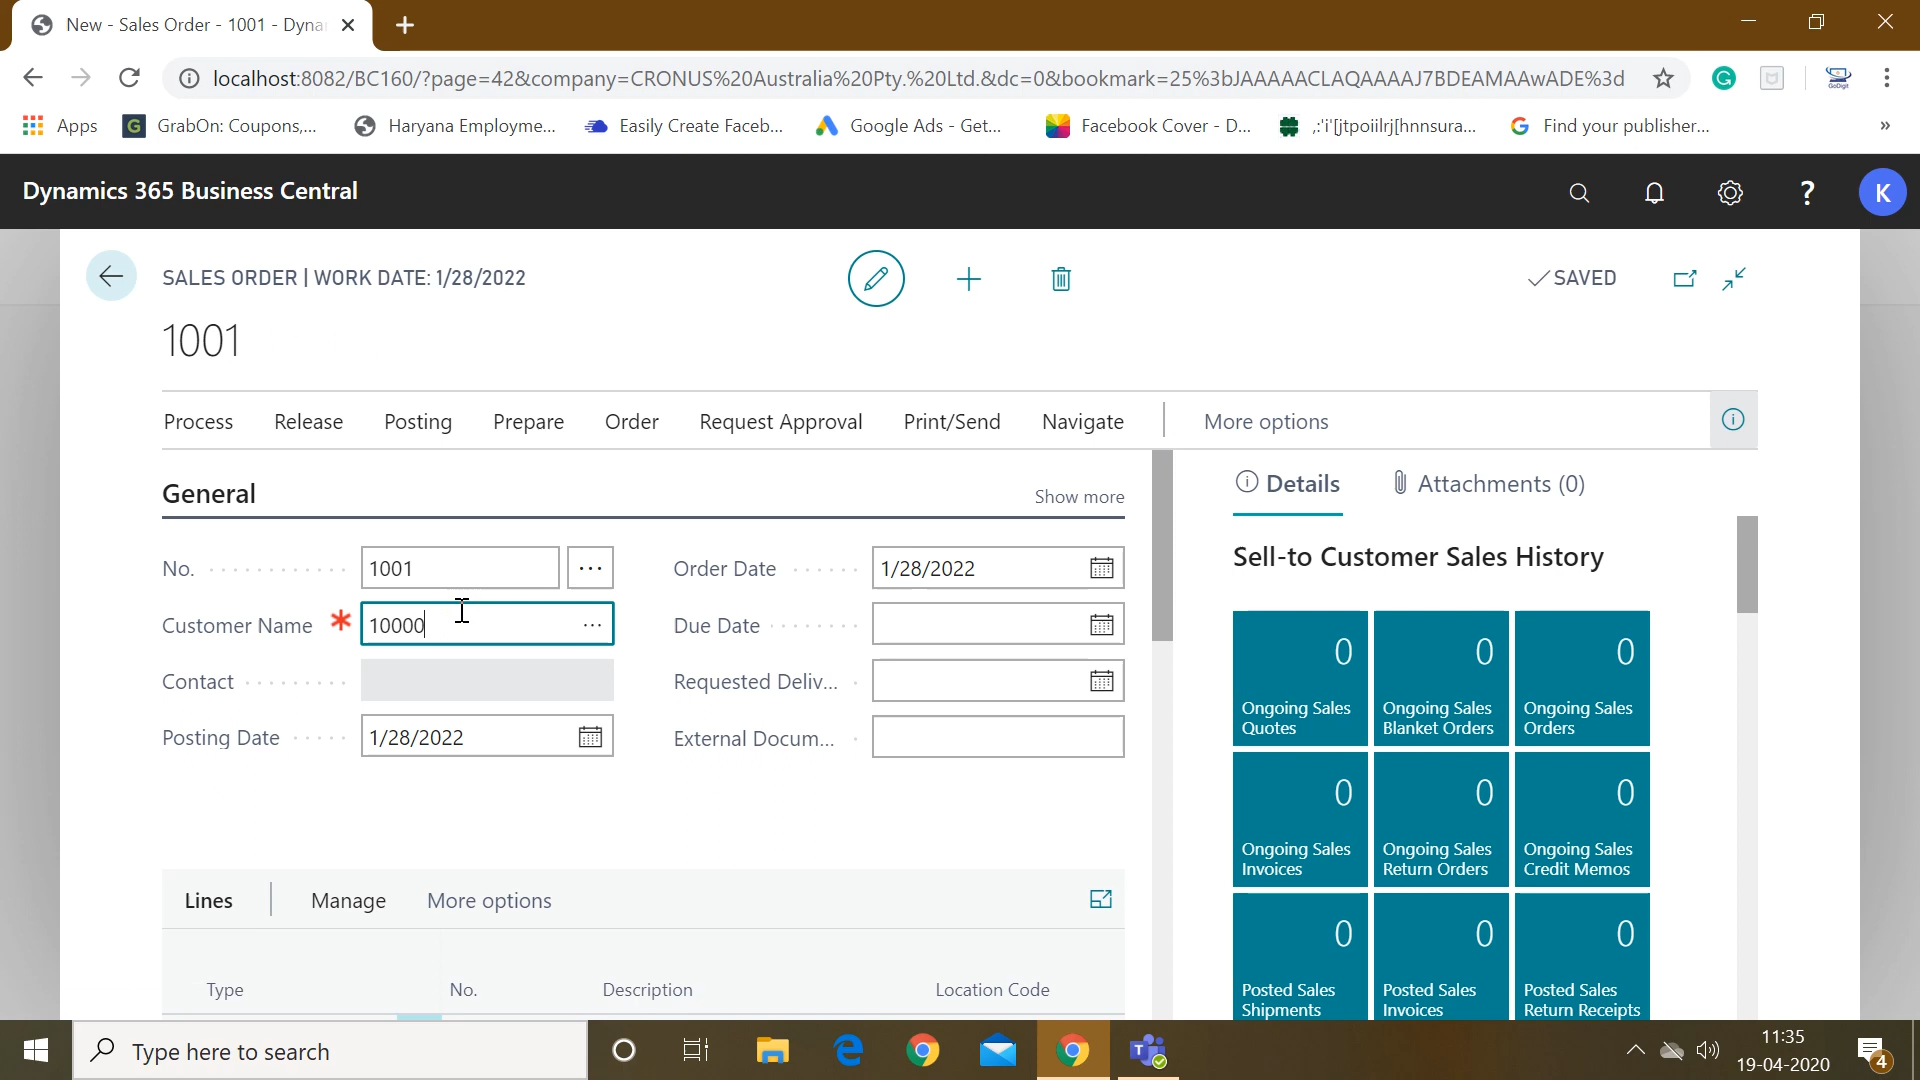 New - Sales Order - 1001 - Dyna
localhost:8082/BC160/?page=42&company=CRONUS%20Australia%20Pty.%20Ltd.&dc=0&bookmark=25%3bJAAAAACLAQAAAAJ7BDEAMAAwADE%3d
Apps GrabOn: Coupons,... Haryana Employme... Easily Create Faceb... Google Ads - Get... Facebook Cover - D... ,:'i'[jtpoiilrj[hnnsura... Find your publisher... »
Dynamics 365 Business Central
K
SALES ORDER | WORK DATE: 1/28/2022
SAVED
1001
Process Release Posting Prepare Order Request Approval Print/Send Navigate More options
General Show more
No. 1001 ...
Order Date 1/28/2022
Customer Name * 10000 ...
Due Date
Contact
Requested Deliv...
Posting Date 1/28/2022
External Docum...
Lines Manage More options
Type No. Description Location Code
Details Attachments (0)
Sell-to Customer Sales History
0 0 0
Ongoing Sales Quotes
Ongoing Sales Blanket Orders
Ongoing Sales Orders
0 0 0
Ongoing Sales Invoices
Ongoing Sales Return Orders
Ongoing Sales Credit Memos
0 0 0
Posted Sales Shipments
Posted Sales Invoices
Posted Sales Return Receipts
Type here to search
11:35
19-04-2020
4